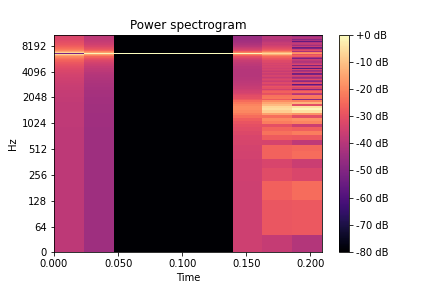 Power spectrogram
8192
4096
2048
1024
512
256
128
64
0
Hz
0.000 0.050 0.100 0.150 0.200
Time
+0 dB
-10 dB
-20 dB
-30 dB
-40 dB
-50 dB
-60 dB
-70 dB
-80 dB